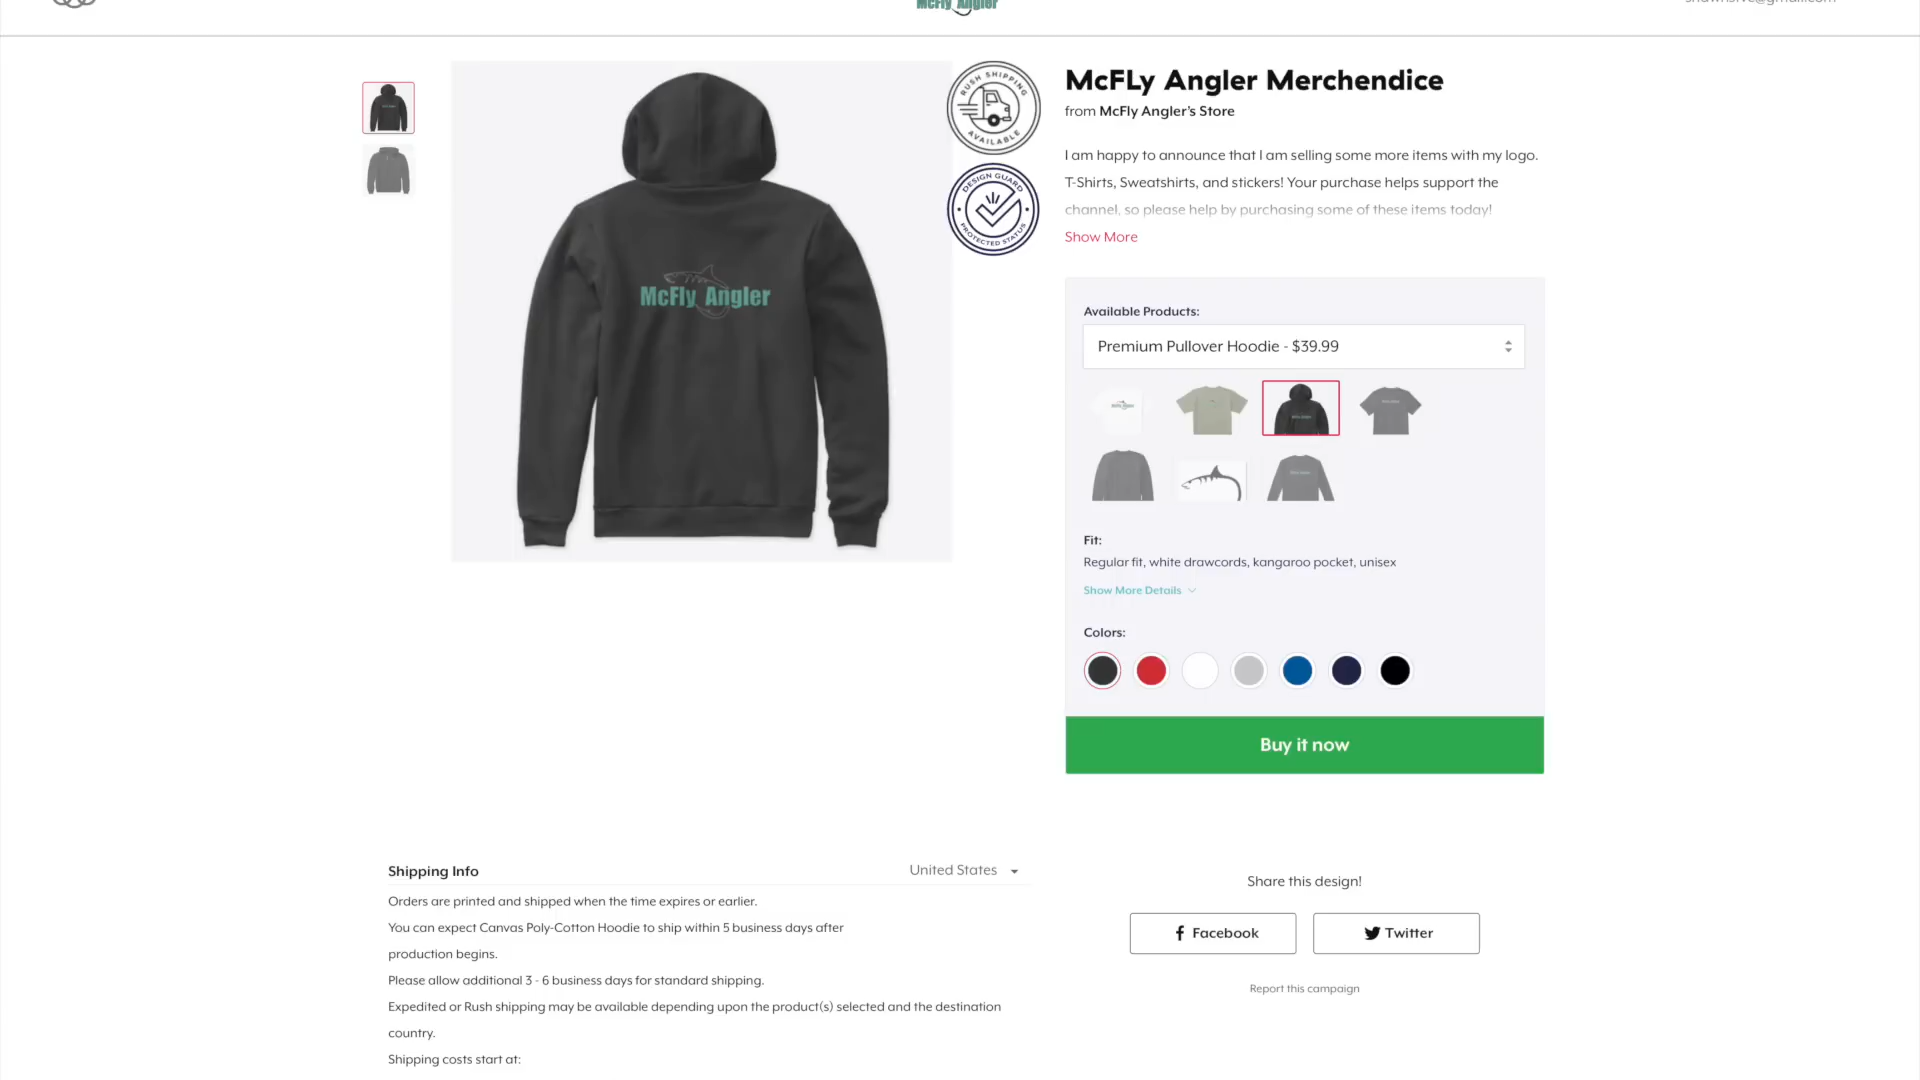 McFly Angler
RUSH SHIPPING
AVAILABLE
DESIGN GUARD
PROTECTED STATUS
McFly Angler
McFLy Angler Merchendice
from McFly Angler's Store
I am happy to announce that I am selling some more items with my logo.
T-Shirts, Sweatshirts, and stickers! Your purchase helps support the
channel, so please help by purchasing some of these items today!
Show More
Available Products:
Premium Pullover Hoodie - $39.99
Fit:
Regular fit, white drawcords, kangaroo pocket, unisex
Show More Details
Colors:
Buy it now
Shipping Info
United States
Orders are printed and shipped when the time expires or earlier.
You can expect Canvas Poly-Cotton Hoodie to ship within 5 business days after
production begins.
Please allow additional 3 - 6 business days for standard shipping.
Expedited or Rush shipping may be available depending upon the product(s) selected and the destination
country.
Shipping costs start at:
Share this design!
Facebook
Twitter
Report this campaign